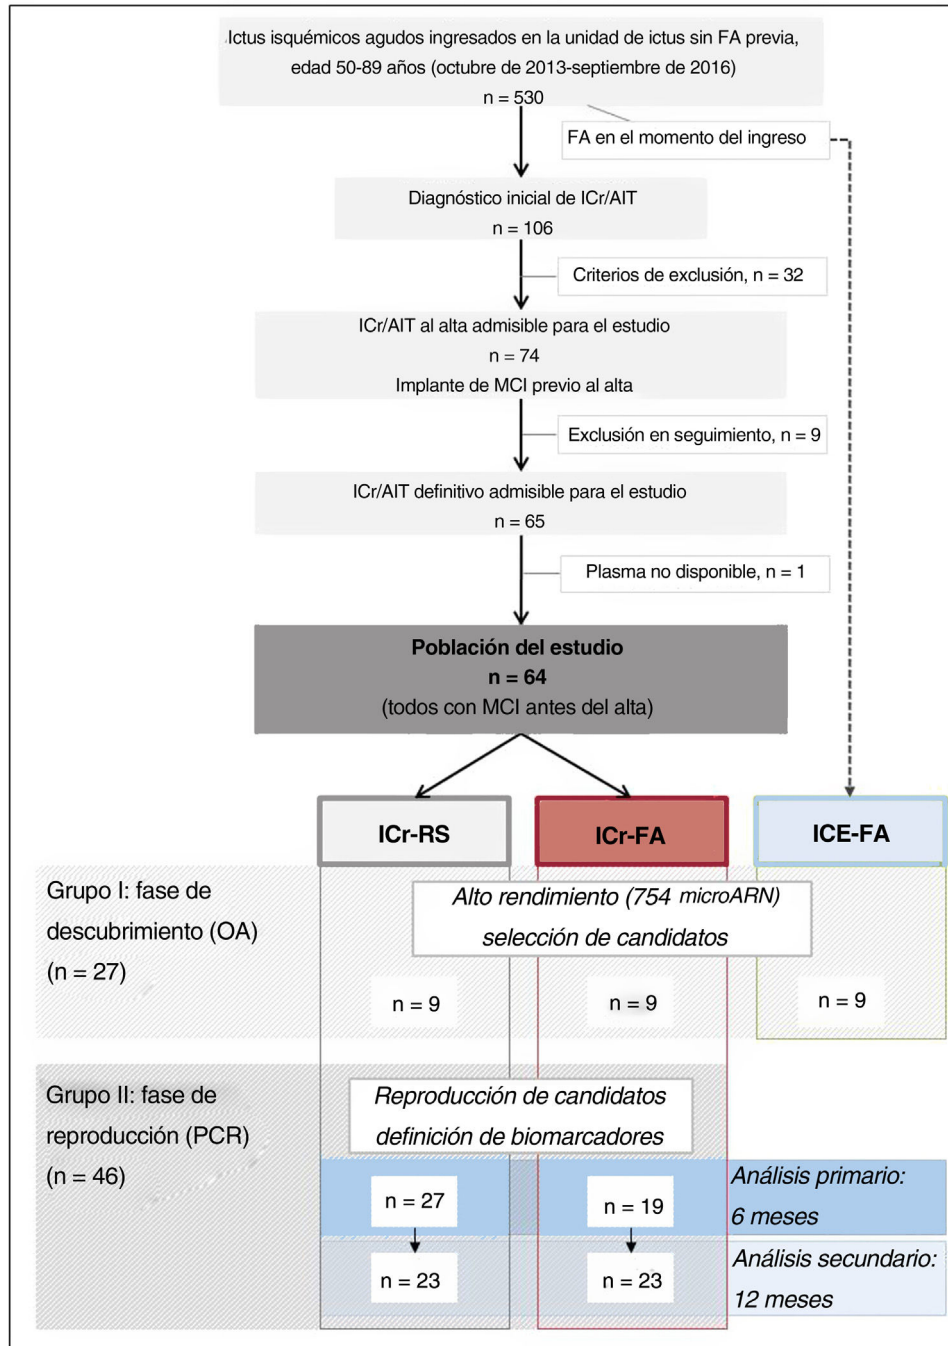 Ictus isquémicos agudos ingresados en la unidad de ictus sin FA previa,
edad 50-89 años (octubre de 2013-septiembre de 2016)
n = 530
FA en el momento del ingreso
Diagnóstico inicial de ICr/AIT
n = 106
Criterios de exclusión, n = 32
ICr/AIT al alta admisible para el estudio
n = 74
Implante de MCI previo al alta
Exclusión en seguimiento, n = 9
ICr/AIT definitivo admisible para el estudio
n = 65
Plasma no disponible, n = 1
Población del estudio
n = 64
(todos con MCI antes del alta)
ICr-RS
ICr-FA
ICE-FA
Grupo I: fase de
descubrimiento (OA)
(n = 27)
Alto rendimiento (754 microARN)
selección de candidatos
n = 9
n = 9
n = 9
Grupo II: fase de
reproducción (PCR)
(n = 46)
Reproducción de candidatos
definición de biomarcadores
n = 27
n = 19
Análisis primario:
6 meses
n = 23
n = 23
Análisis secundario:
12 meses